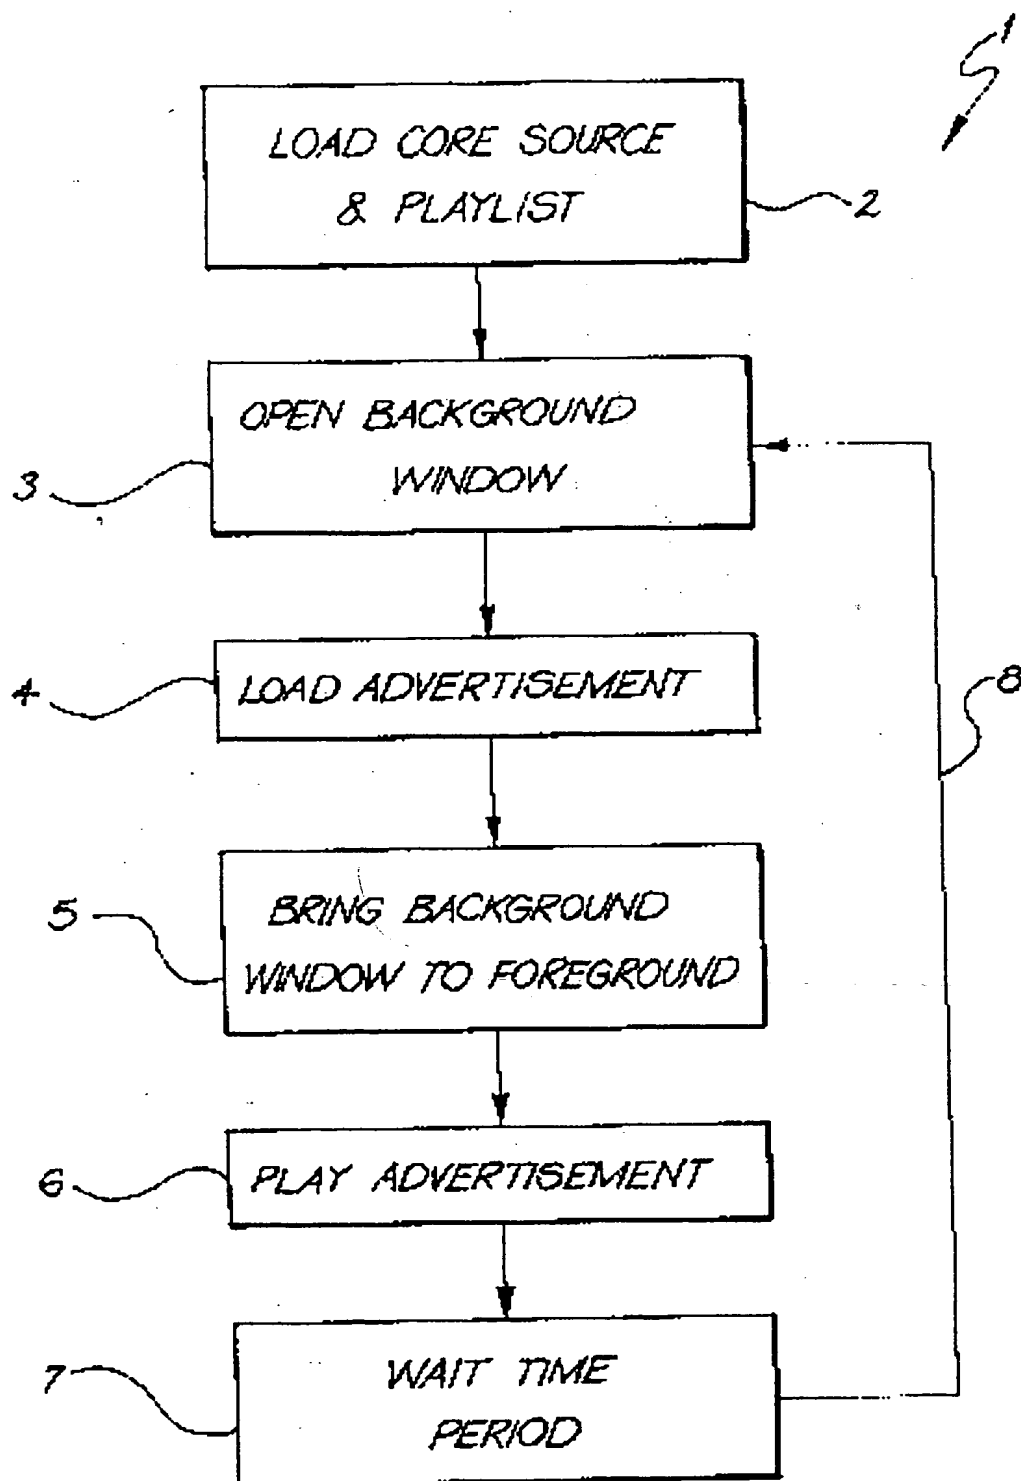 1
LOAD CORE SOURCE
& PLAYLIST
2
OPEN BACKGROUND
WINDOW
3
4
LOAD ADVERTISEMENT
8
5
BRING BACKGROUND
WINDOW TO FOREGROUND
6
PLAY ADVERTISEMENT
7
WAIT TIME
PERIOD